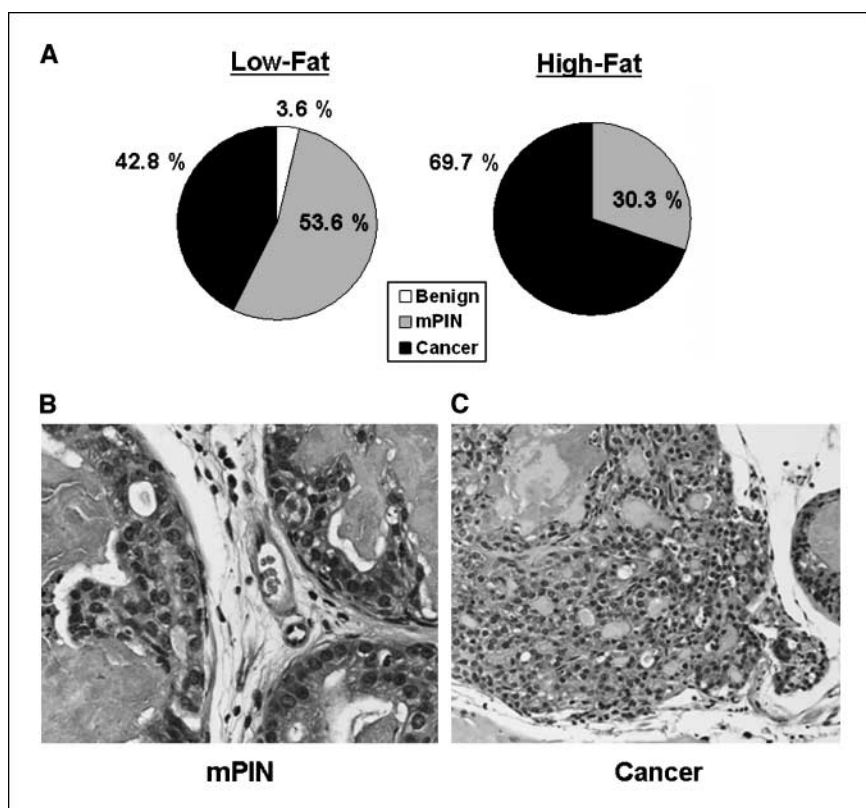 A
Low-Fat
High-Fat
3.6 %
42.8 %
53.6 %
69.7 %
30.3 %
Benign
mPIN
Cancer
B
C
mPIN
Cancer